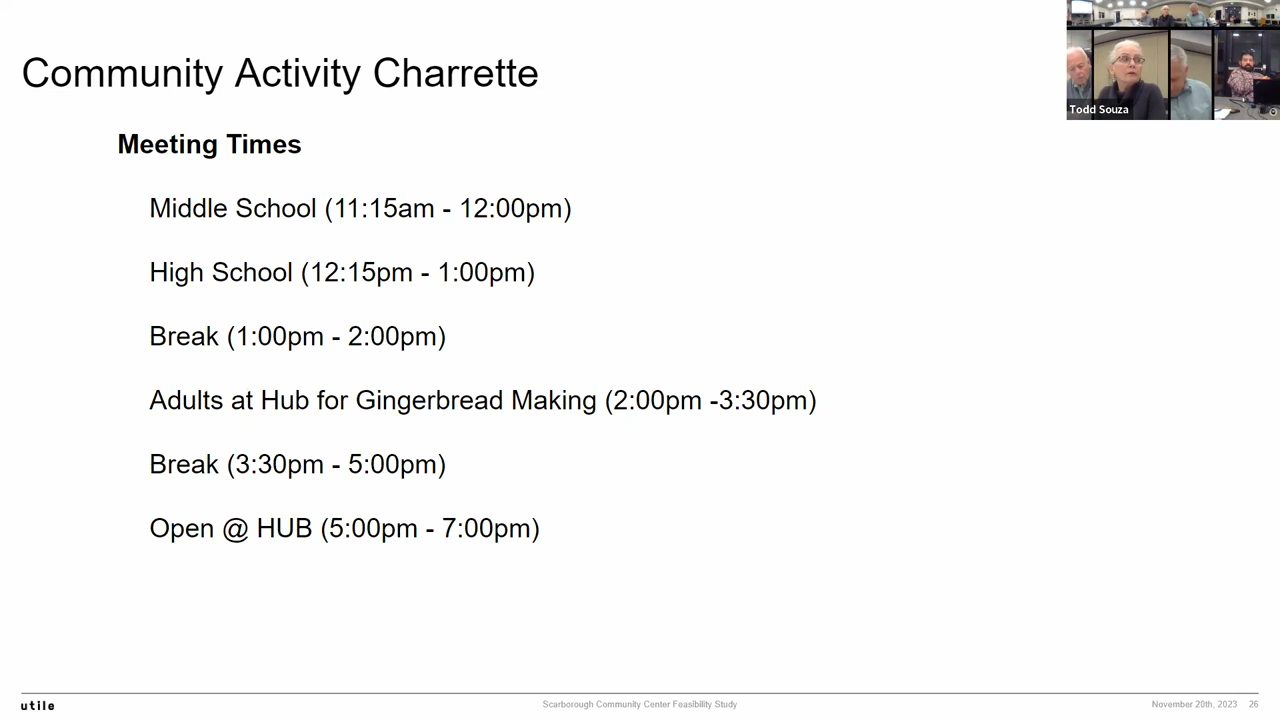 Community Activity Charrette
Todd Souza
Meeting Times
Middle School (11:15am - 12:00pm)
High School (12:15pm - 1:00pm)
Break (1:00pm - 2:00pm)
Adults at Hub for Gingerbread Making (2:00pm -3:30pm)
Break (3:30pm - 5:00pm)
Open @ HUB (5:00pm - 7:00pm)
utile
Scarborough Community Center Feasibility Study
November 20th, 2023 26